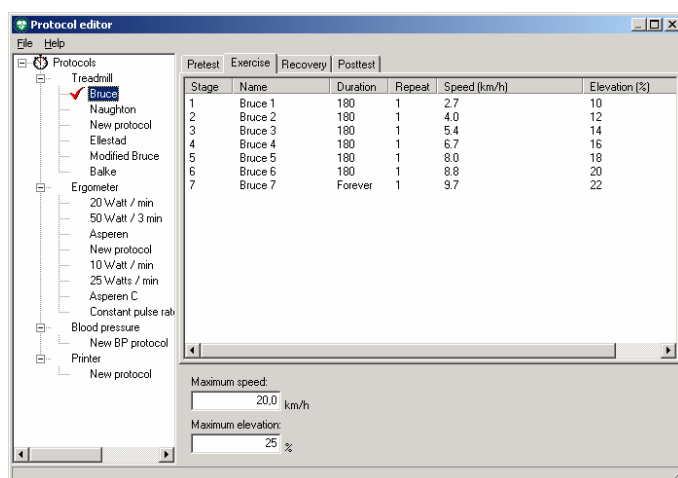 Protocol editor
File Help
Protocols
Treadmill
Bruce
Naughton
New protocol
Ellestad
Modified Bruce
Balke
Ergometer
20 Watt / min
50 Watt / 3 min
Asperen
New protocol
10 Watt / min
25 Watts / min
Asperen C
Constant pulse rat
Blood pressure
New BP protocol
Printer
New protocol
Pretest Exercise Recovery Posttest
Stage Name Duration Repeat Speed (km/h) Elevation (%)
1 Bruce 1 180 1 2.7 10
2 Bruce 2 180 1 4.0 12
3 Bruce 3 180 1 5.4 14
4 Bruce 4 180 1 6.7 16
5 Bruce 5 180 1 8.0 18
6 Bruce 6 180 1 8.8 20
7 Bruce 7 Forever 1 9.7 22
Maximum speed:
20,0 km/h
Maximum elevation:
25 %